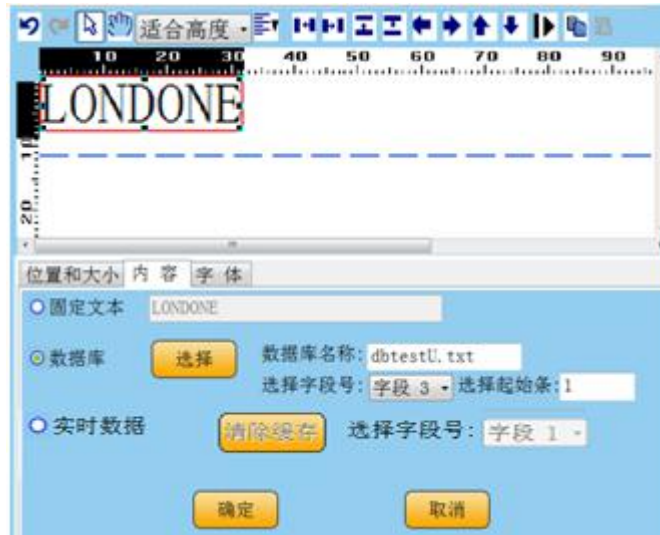 适合高度
10 20 30 40 50 60 70 80 90
LONDONE
10
20
位置和大小 内 容 字 体
固定文本 LONDONE
数据库 选择 数据库名称: dbtestU.txt
选择字段号: 字段 3 选择起始条: 1
实时数据 清除缓存 选择字段号: 字段 1
确定 取消